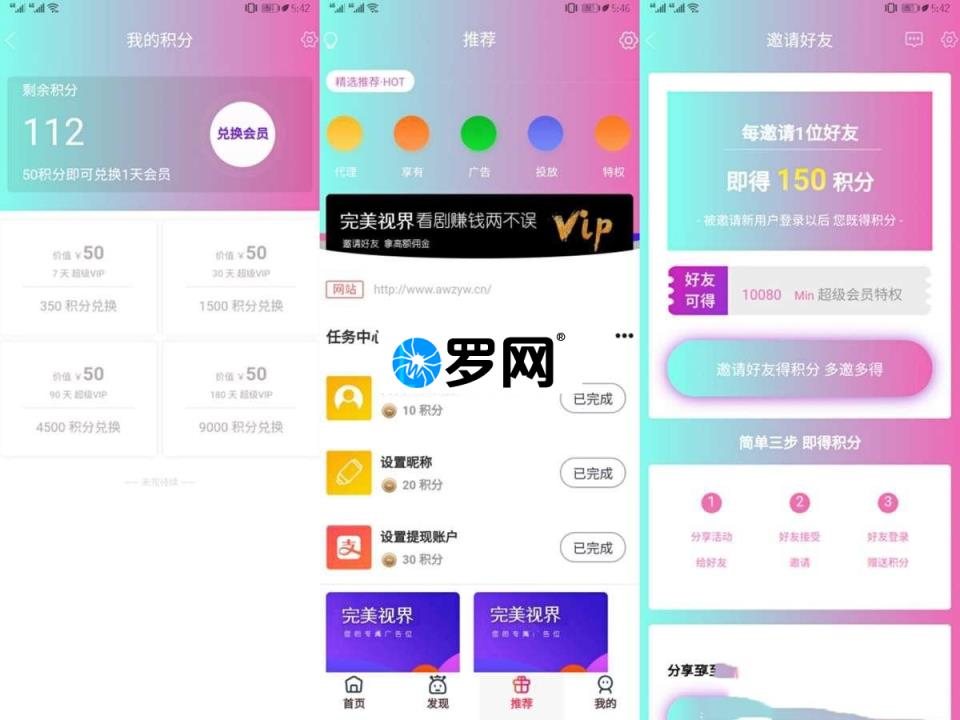 5:42
我的积分
剩余积分
112
兑换会员
50积分即可兑换1天会员
价值 ¥50
7 天 超级VIP
350 积分兑换
价值 ¥50
30 天 超级VIP
1500 积分兑换
价值 ¥50
90 天 超级VIP
4500 积分兑换
价值 ¥50
180 天 超级VIP
9000 积分兑换
5:46
推荐
精选推荐·HOT
代理
享有
广告
投放
特权
完美视界看剧赚钱两不误
邀请好友 拿高额佣金
Vip
网站
http://www.awzyw.cn/
任务中心
罗网®
10 积分
已完成
设置昵称
20 积分
已完成
设置提现账户
30 积分
已完成
支
完美视界
您的专属广告位
完美视界
您的专属广告位
首页
发现
推荐
我的
5:42
邀请好友
每邀请1位好友
即得 150 积分
- 被邀请新用户登录以后 您既得积分 -
好友
可得
10080 Min 超级会员特权
邀请好友得积分 多邀多得
简单三步 即得积分
1
2
3
分享活动
给好友
好友接受
邀请
好友登录
赠送积分
分享到至